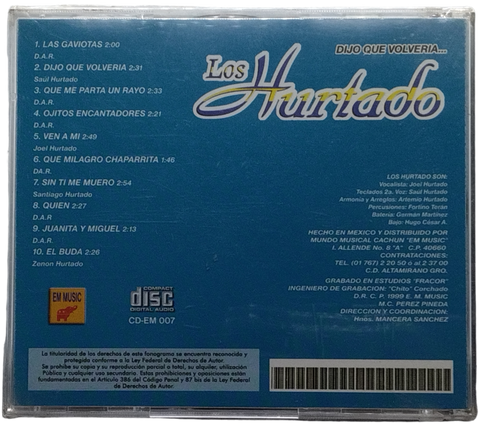 DIJO QUE VOLVERIA...
Los Hurtado
1. LAS GAVIOTAS 2:00
D.A.R.
2. DIJO QUE VOLVERIA 2:31
Saúl Hurtado
3. QUE ME PARTA UN RAYO 2:33
D.A.R.
4. OJITOS ENCANTADORES 2:21
D.A.R.
5. VEN A MI 2:49
Joel Hurtado
6. QUE MILAGRO CHAPARRITA 1:46
DA.R.
7. SIN TI ME MUERO 2:54
Santiago Hurtado
8. QUIEN 2:27
D.A.R
9. JUANITA Y MIGUEL 2:13
D.A.R
10. EL BUDA 2:26
Zenon Hurtado
LOS HURTADO SON:
Vocalista: Joel Hurtado
Teclados 2a. Voz: Saúl Hurtado
Armonía y Arreglos: Artemio Hurtado
Percusiones: Fortino Terán
Batería: Germán Martínez
Bajo: Hugo César A.
HECHO EN MEXICO Y DISTRIBUIDO POR
MUNDO MUSICAL CACHUN "EM MUSIC"
I. ALLENDE No. 6 "A" C.P. 40660
CONTRATACIONES:
TEL. (01 767) 2 20 50 ó al 2 37 00
C.D. ALTAMIRANO GRO.
GRABADO EN ESTUDIOS "FRACOR"
INGENIERO DE GRABACION: "Chito" Conchado
D.R. C. P. 1999 E. M. MUSIC
M.C. PEREZ PINEDA
DIRECCION Y COORDINACION:
Hnos. MANCERA SANCHEZ
EM MUSIC
COMPACT
disc
DIGITAL AUDIO
CD-EM 007
La titularidad de los derechos de este fonograma se encuentra reconocida y
protegida conforme a la Ley Federal de Derechos de Autor.
Se prohibe su copia y su reproducción parcial o total, su alquiler, utilización
Pública y cualquier uso secundario. Estas prohibiciones y oposiciones están
fundamentadas en el Artículo 386 del Código Penal y 87 bis de la Ley Federal
de Derechos de Autor.